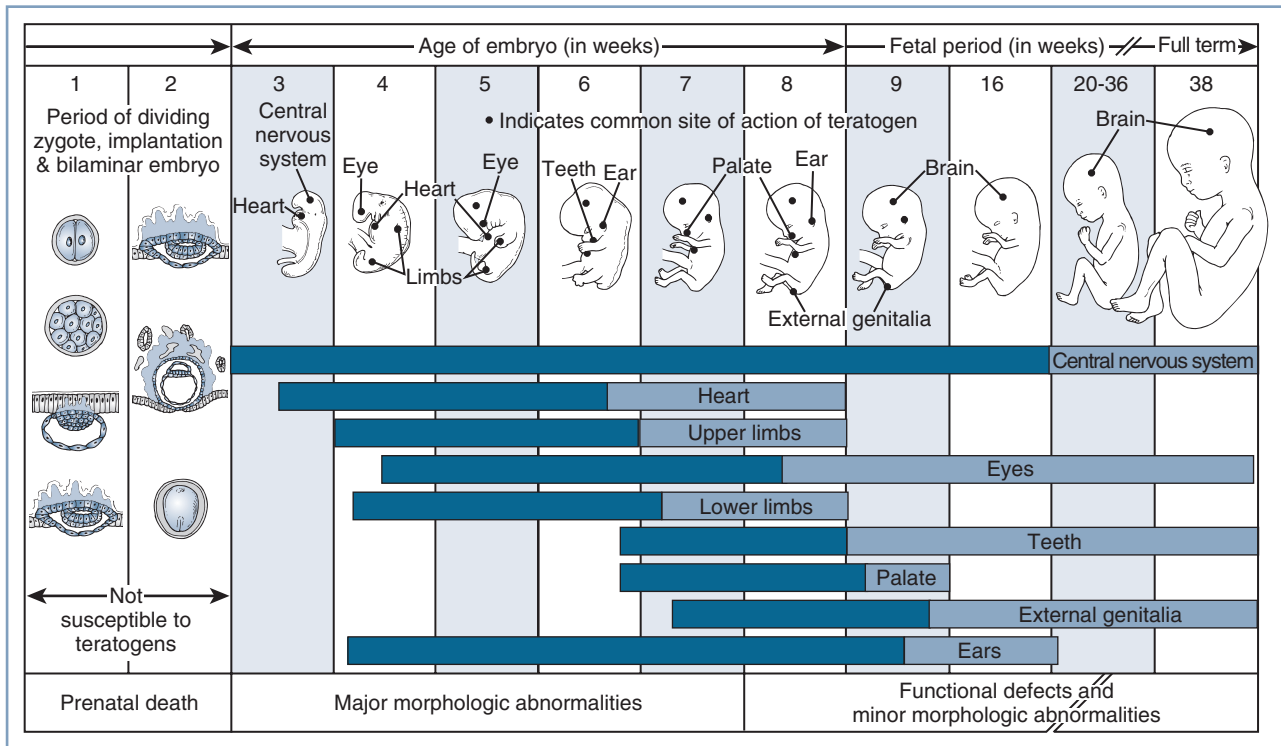 Age of embryo (in weeks)
Fetal period (in weeks)
Full term
1
2
3
4
5
6
7
8
9
16
20-36
38
Period of dividing
zygote, implantation
& bilaminar embryo
Central
nervous
system
• Indicates common site of action of teratogen
Heart
Eye
Heart
Eye
Limbs
Teeth
Ear
Palate
Ear
External genitalia
Brain
Brain
Central nervous system
Heart
Upper limbs
Eyes
Lower limbs
Teeth
Palate
External genitalia
Ears
Not
susceptible to
teratogens
Prenatal death
Major morphologic abnormalities
Functional defects and
minor morphologic abnormalities